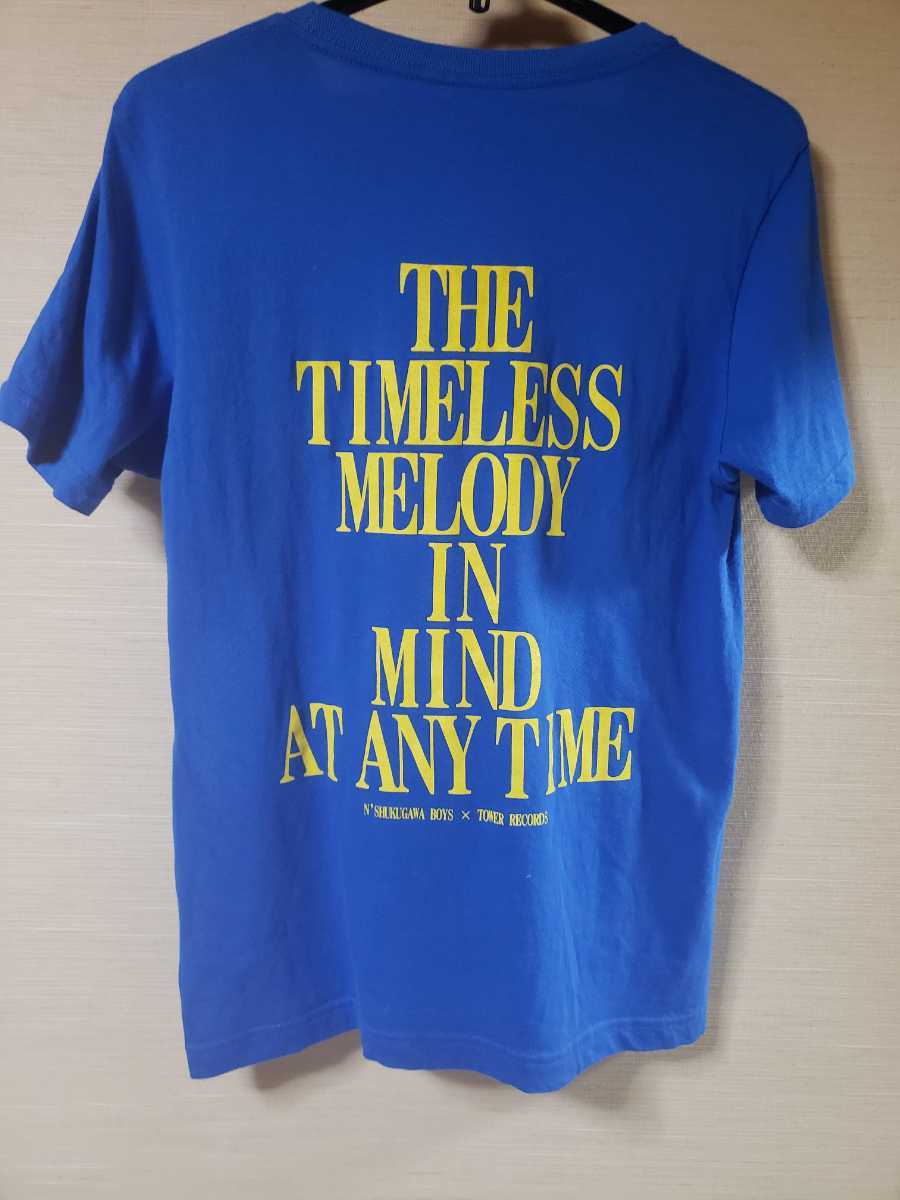 THE
TIMELESS
MELODY
IN
MIND
AT ANY TIME
N'SHUKUGAWA BOYS × TOWER RECORDS